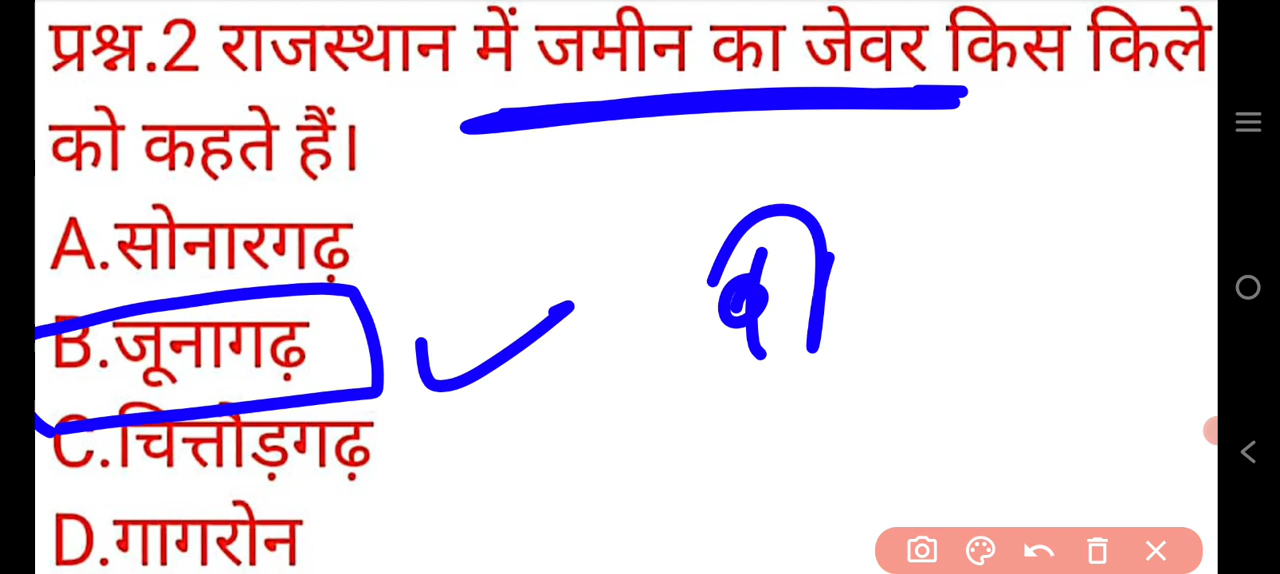 प्रश्न.2 राजस्थान में जमीन का जेवर किस किले
को कहते हैं।
A.सोनारगढ़
B.जूनागढ़
C.चित्तौड़गढ़
D.गागरोन